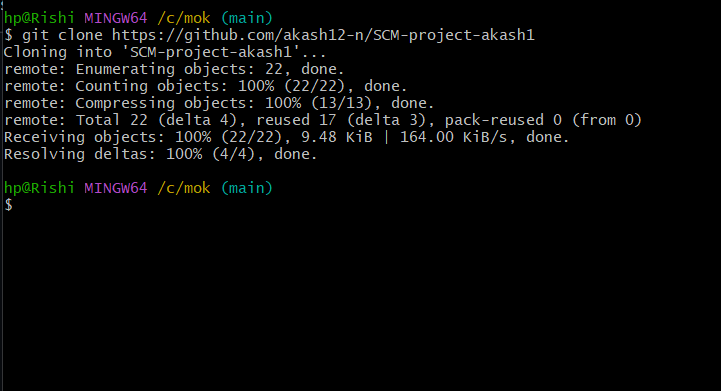 hp@Rishi MINGW64 /c/mok (main)
$ git clone https://github.com/akash12-n/SCM-project-akash1
Cloning into 'SCM-project-akash1'...
remote: Enumerating objects: 22, done.
remote: Counting objects: 100% (22/22), done.
remote: Compressing objects: 100% (13/13), done.
remote: Total 22 (delta 4), reused 17 (delta 3), pack-reused 0 (from 0)
Receiving objects: 100% (22/22), 9.48 KiB | 164.00 KiB/s, done.
Resolving deltas: 100% (4/4), done.
hp@Rishi MINGW64 /c/mok (main)
$